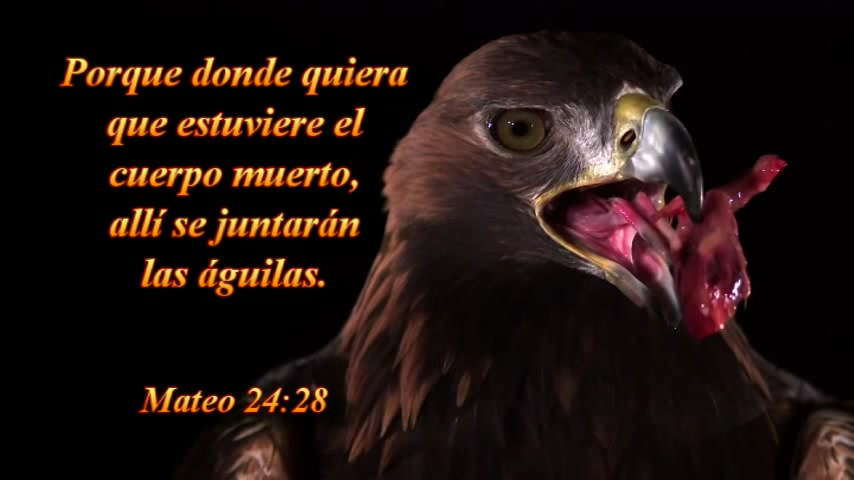 Porque donde quiera
que estuviere el
cuerpo muerto,
allí se juntarán
las águilas.
Mateo 24:28